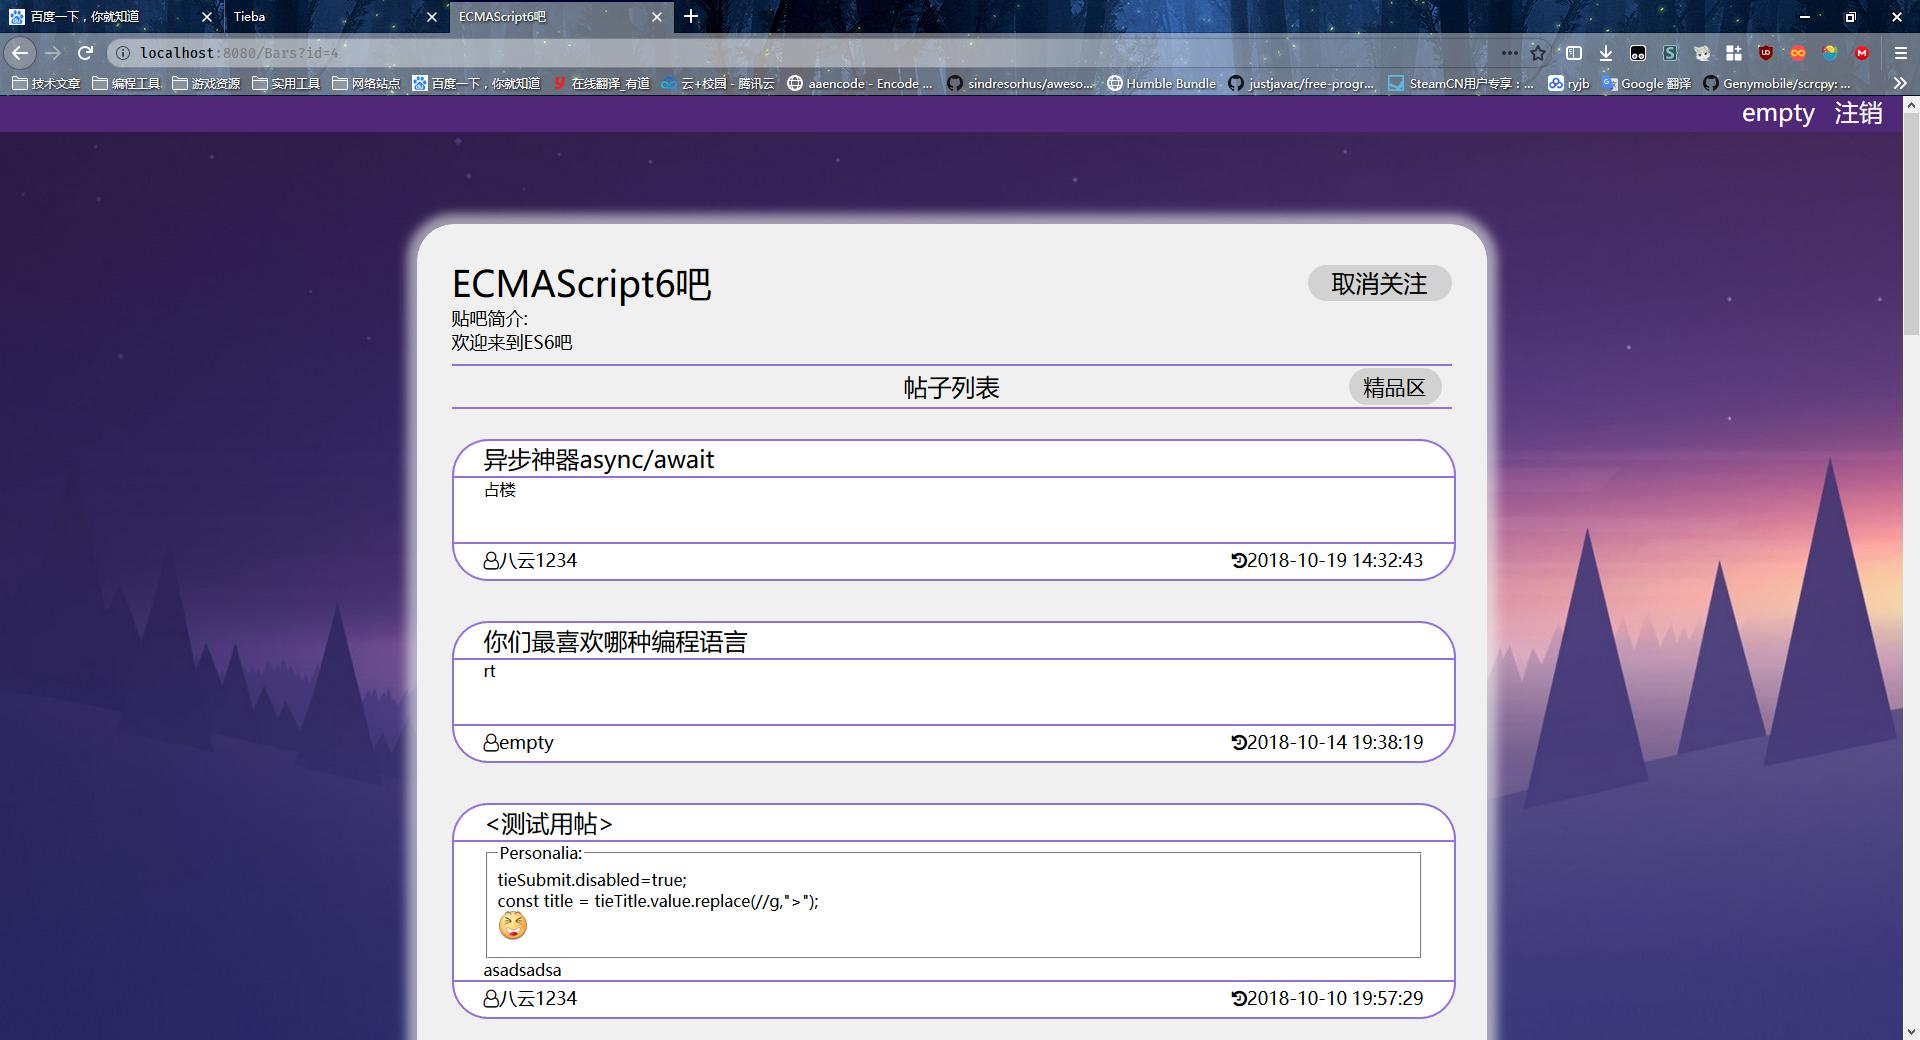 百度一下，你就知道
Tieba
ECMAScript6吧
localhost:8080/Bars?id=4
技术文章 编程工具 游戏资源 实用工具 网络站点 百度一下，你就知道 在线翻译_有道 云+校园 - 腾讯云 aaencode - Encode ... sindresorhus/aweso... Humble Bundle justjavac/free-progr... SteamCN用户专享：... ryjb Google 翻译 Genymobile/scrcpy: ...
empty 注销
ECMAScript6吧 取消关注
贴吧简介:
欢迎来到ES6吧
帖子列表 精品区
异步神器async/await
占楼
八云1234 2018-10-19 14:32:43
你们最喜欢哪种编程语言
rt
empty 2018-10-14 19:38:19
<测试用帖>
Personalia:
tieSubmit.disabled=true;
const title = tieTitle.value.replace(//g,">");
asadsadsa
八云1234 2018-10-10 19:57:29